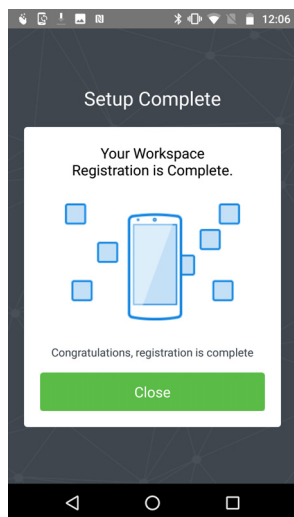 12:06
Setup Complete
Your Workspace
Registration is Complete.
Congratulations, registration is complete
Close